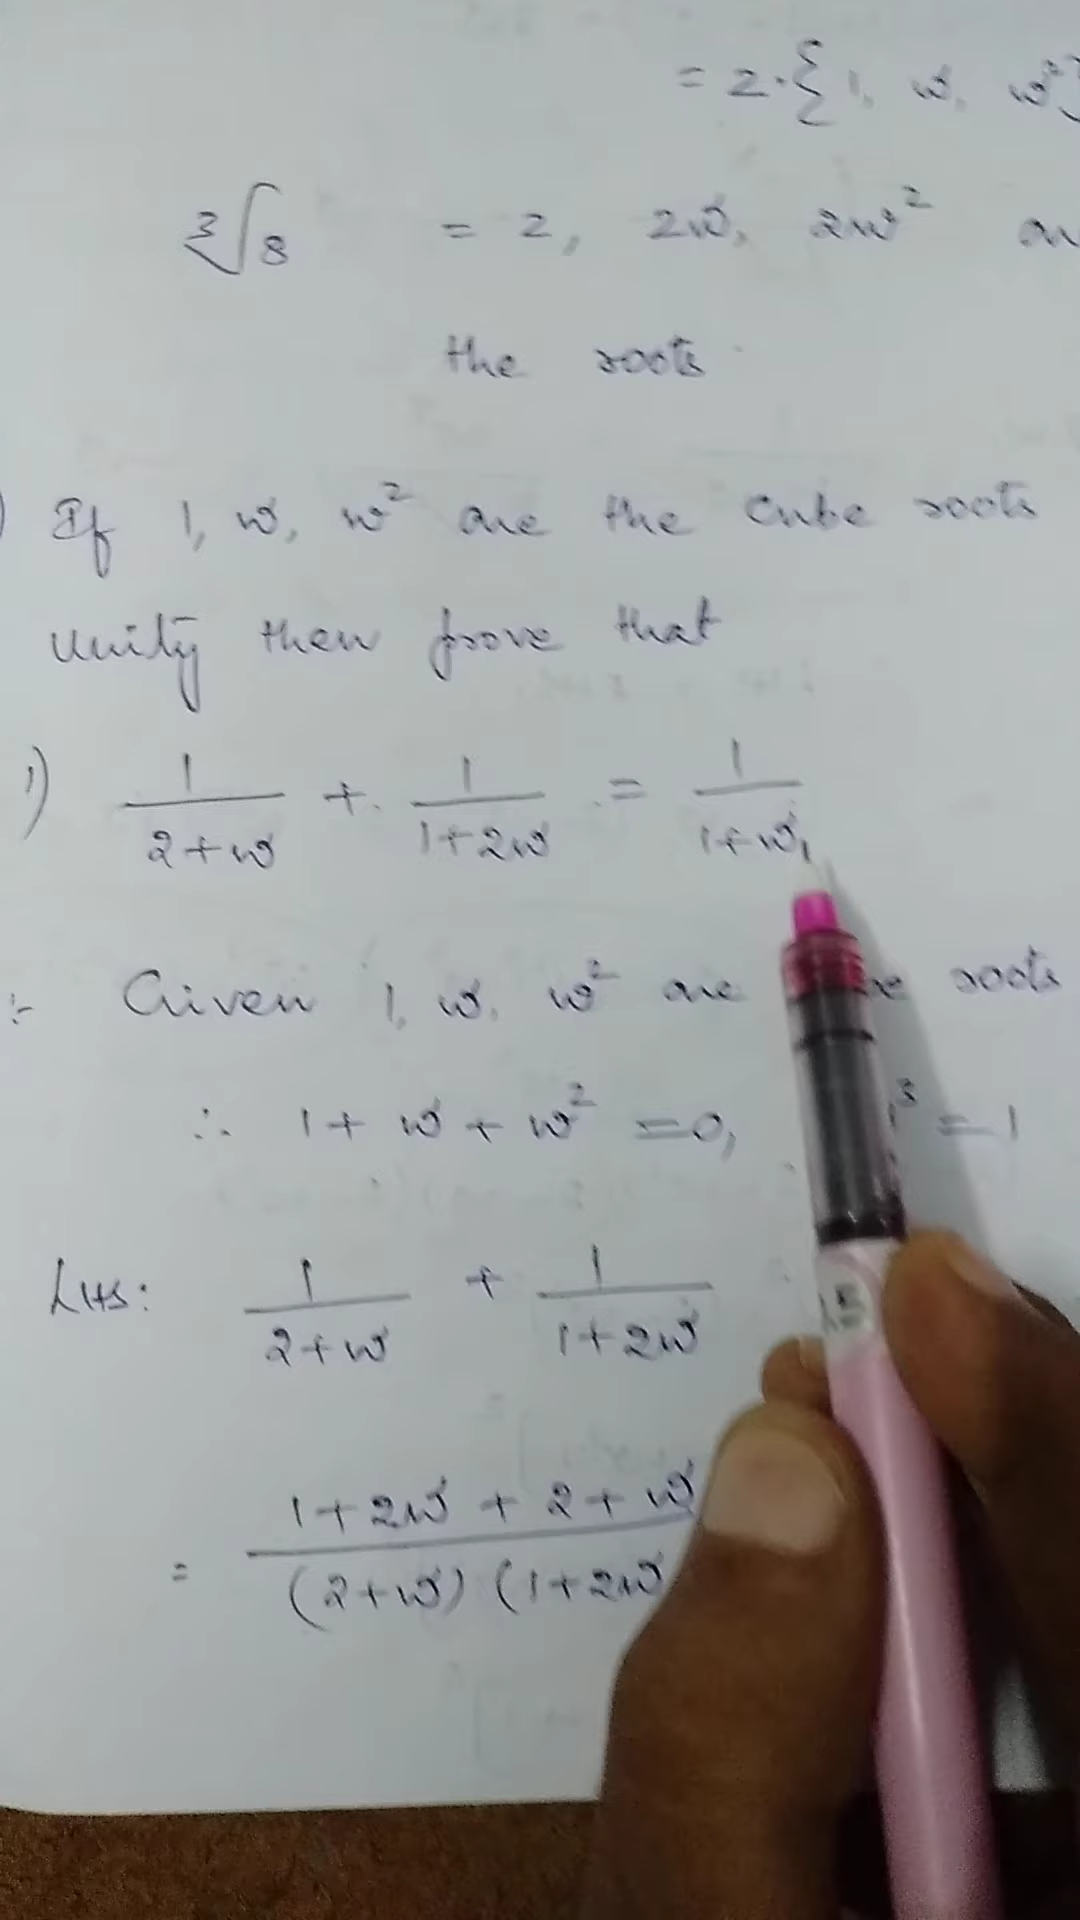 = 2.{1, ω, ω²}
∛8 = 2, 2ω, 2ω²
the roots.
If 1, ω, ω² are the cube roots
unity then prove that
1) 1/(2+ω) + 1/(1+2ω) = 1/(1+ω)
:- Given 1, ω, ω² are roots
∴ 1 + ω + ω² = 0, ³ = 1
LHS: 1/(2+ω) + 1/(1+2ω)
= (1+2ω + 2+ω)/((2+ω)(1+2ω